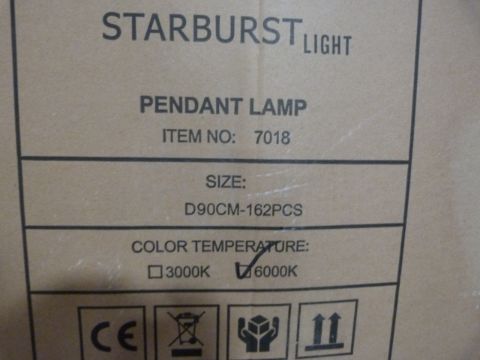 STARBURST LIGHT
PENDANT LAMP
ITEM NO: 7018
SIZE:
D90CM-162PCS
COLOR TEMPERATURE:
☐3000K ☑6000K
CE